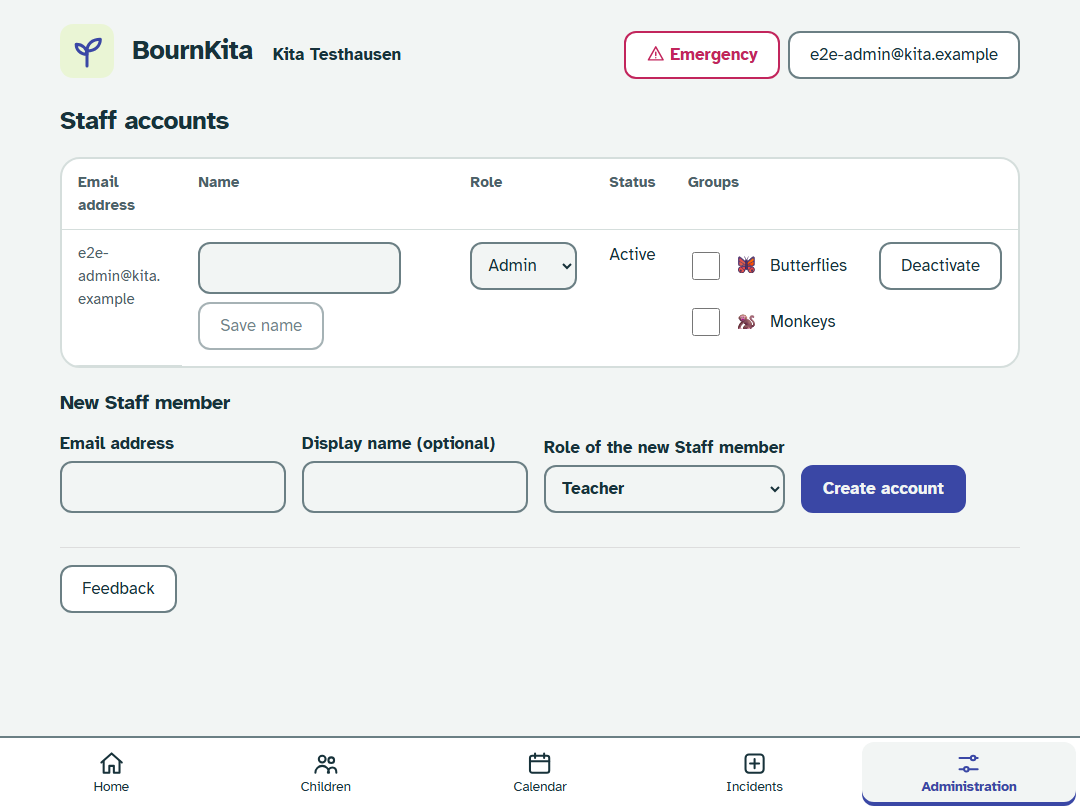 BournKita
Kita Testhausen
Emergency
e2e-admin@kita.example
Staff accounts
Email address
Name
Role
Status
Groups
e2e-
admin@kita.
example
Admin
Active
Butterflies
Deactivate
Save name
Monkeys
New Staff member
Email address
Display name (optional)
Role of the new Staff member
Teacher
Create account
Feedback
Home
Children
Calendar
Incidents
Administration